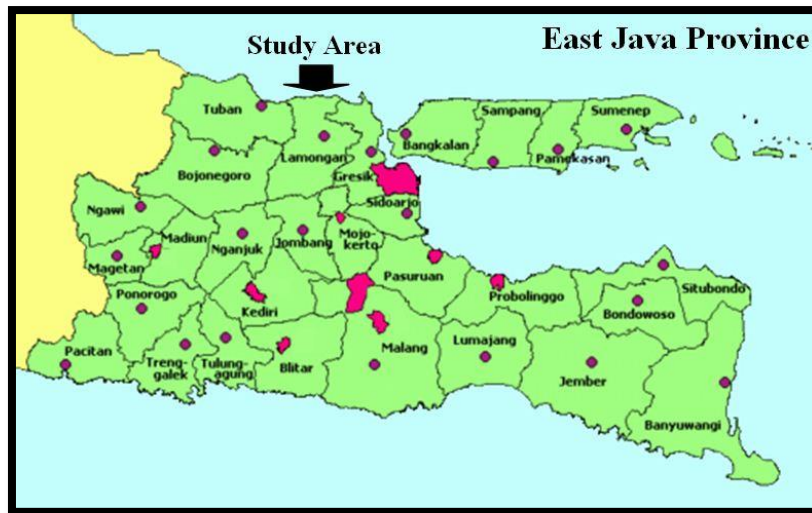 East Java Province
Study Area
Tuban
Lamongan
Bangkalan
Sampang
Sumenep
Pamekasan
Bojonegoro
Gresik
Sidoarjo
Ngawi
Madiun
Nganjuk
Jombang
Mojo-
kerto
Magetan
Pasuruan
Ponorogo
Kediri
Probolinggo
Situbondo
Bondowoso
Pacitan
Treng-
galek
Tulung-
agung
Blitar
Malang
Lumajang
Jember
Banyuwangi